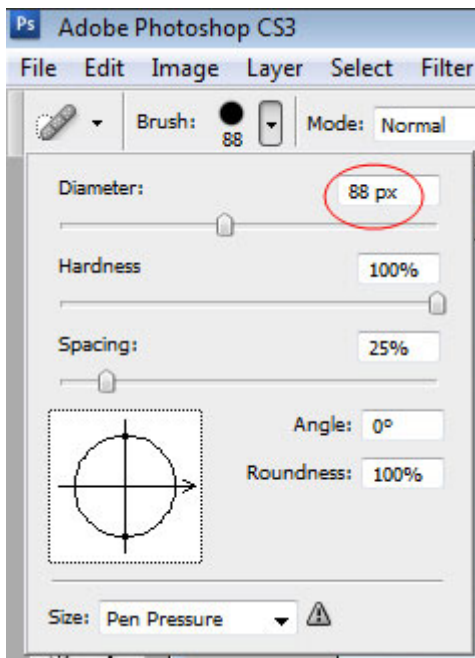 Ps Adobe Photoshop CS3
File Edit Image Layer Select Filter
Brush: 88 Mode: Normal
Diameter: 88 px
Hardness 100%
Spacing: 25%
Angle: 0°
Roundness: 100%
Size: Pen Pressure